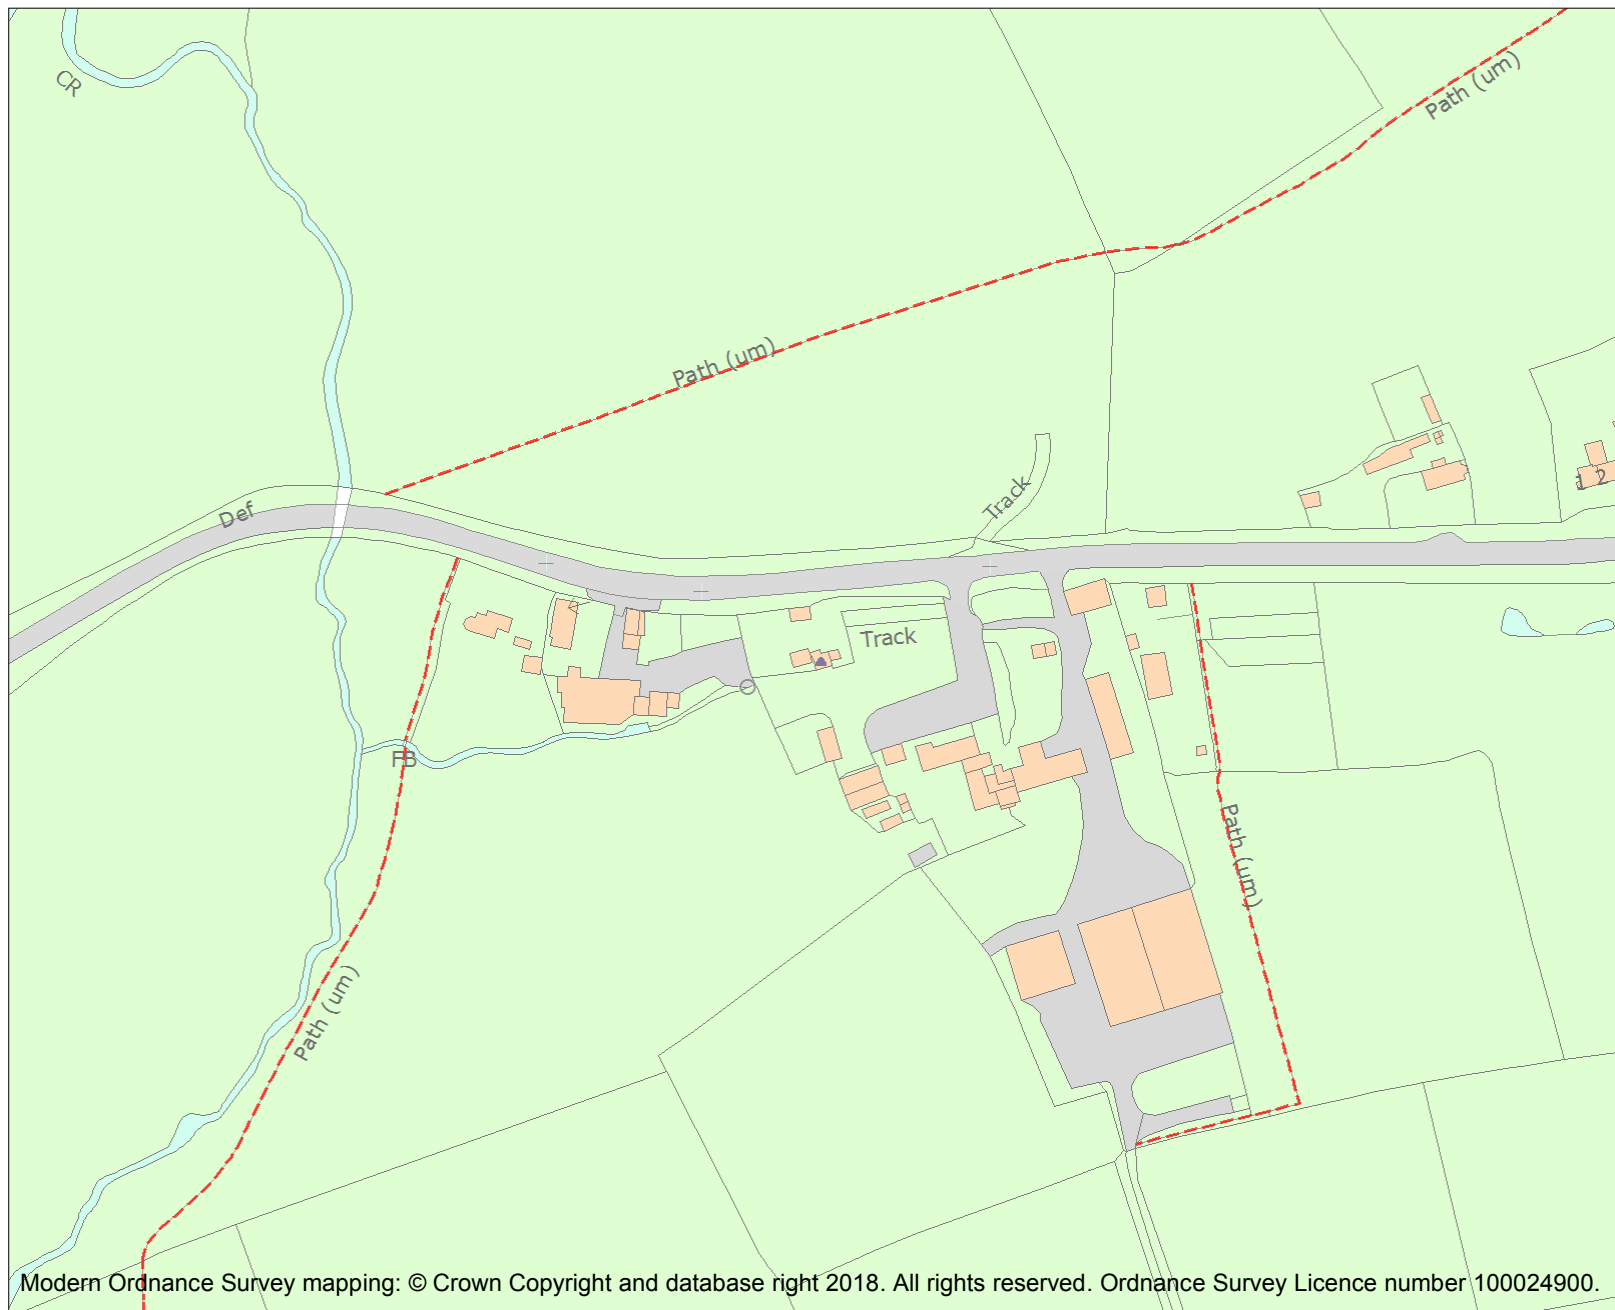 CR
Path (um)
Path (um)
Track
1 2
Def
Track
FB
Path (um)
Path (um)
Modern Ordnance Survey mapping: © Crown Copyright and database right 2018. All rights reserved. Ordnance Survey Licence number 100024900.